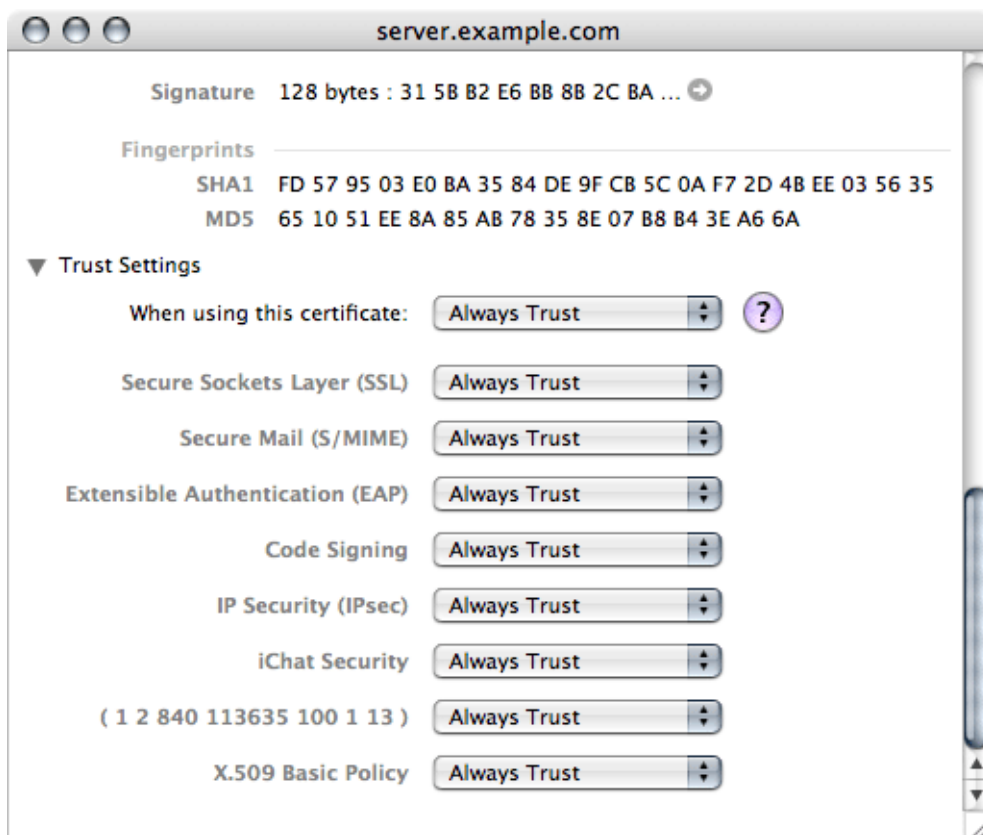 server.example.com
Signature 128 bytes : 31 5B B2 E6 BB 8B 2C BA ...
Fingerprints
SHA1 FD 57 95 03 E0 BA 35 84 DE 9F CB 5C 0A F7 2D 4B EE 03 56 35
MD5 65 10 51 EE 8A 85 AB 78 35 8E 07 B8 B4 3E A6 6A
Trust Settings
When using this certificate: Always Trust ?
Secure Sockets Layer (SSL) Always Trust
Secure Mail (S/MIME) Always Trust
Extensible Authentication (EAP) Always Trust
Code Signing Always Trust
IP Security (IPsec) Always Trust
iChat Security Always Trust
( 1 2 840 113635 100 1 13 ) Always Trust
X.509 Basic Policy Always Trust